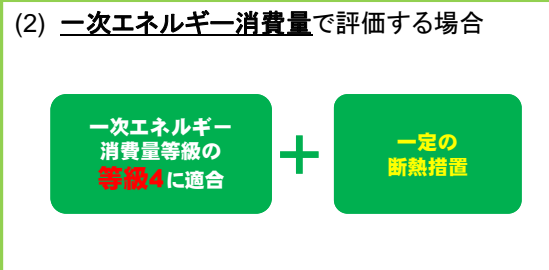 (2) 一次エネルギー消費量で評価する場合
一次エネルギー
消費量等級の
等級4に適合
+
一定の
断熱措置